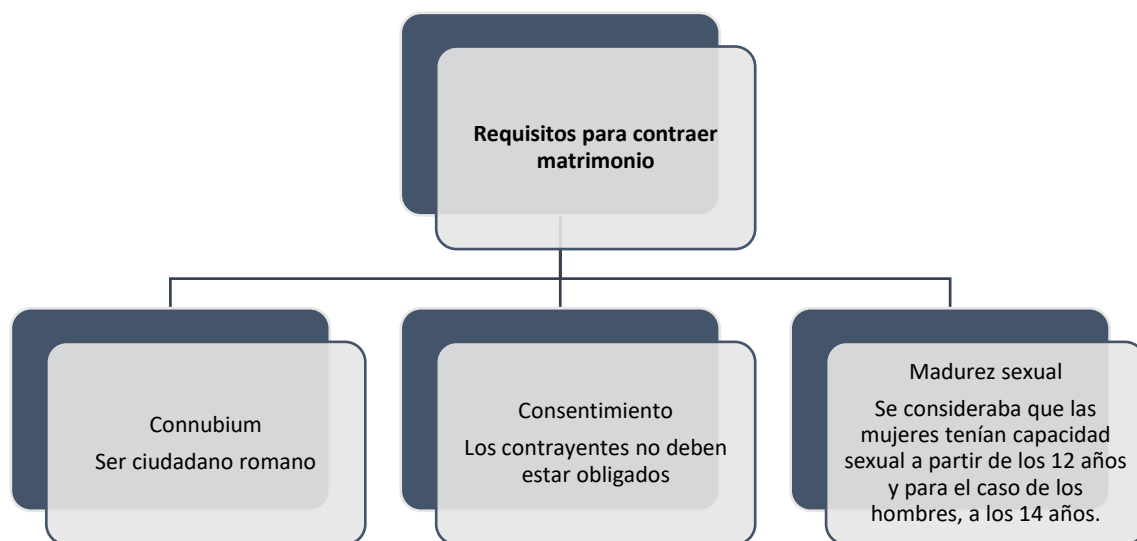 Requisitos para contraer
matrimonio
Connubium
Ser ciudadano romano
Consentimiento
Los contrayentes no deben
estar obligados
Madurez sexual
Se consideraba que las
mujeres tenían capacidad
sexual a partir de los 12 años
y para el caso de los
hombres, a los 14 años.